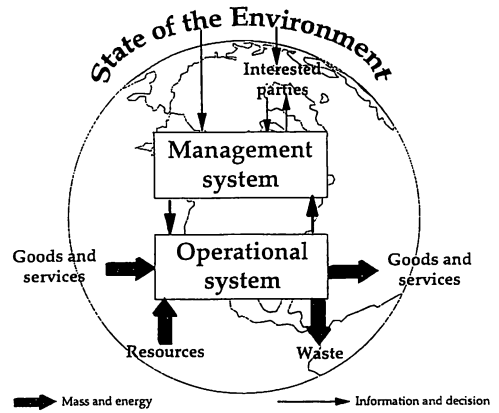 State of the Environment
Interested
parties
Management
system
Operational
system
Goods and
services
Goods and
services
Resources
Waste
Mass and energy
Information and decision